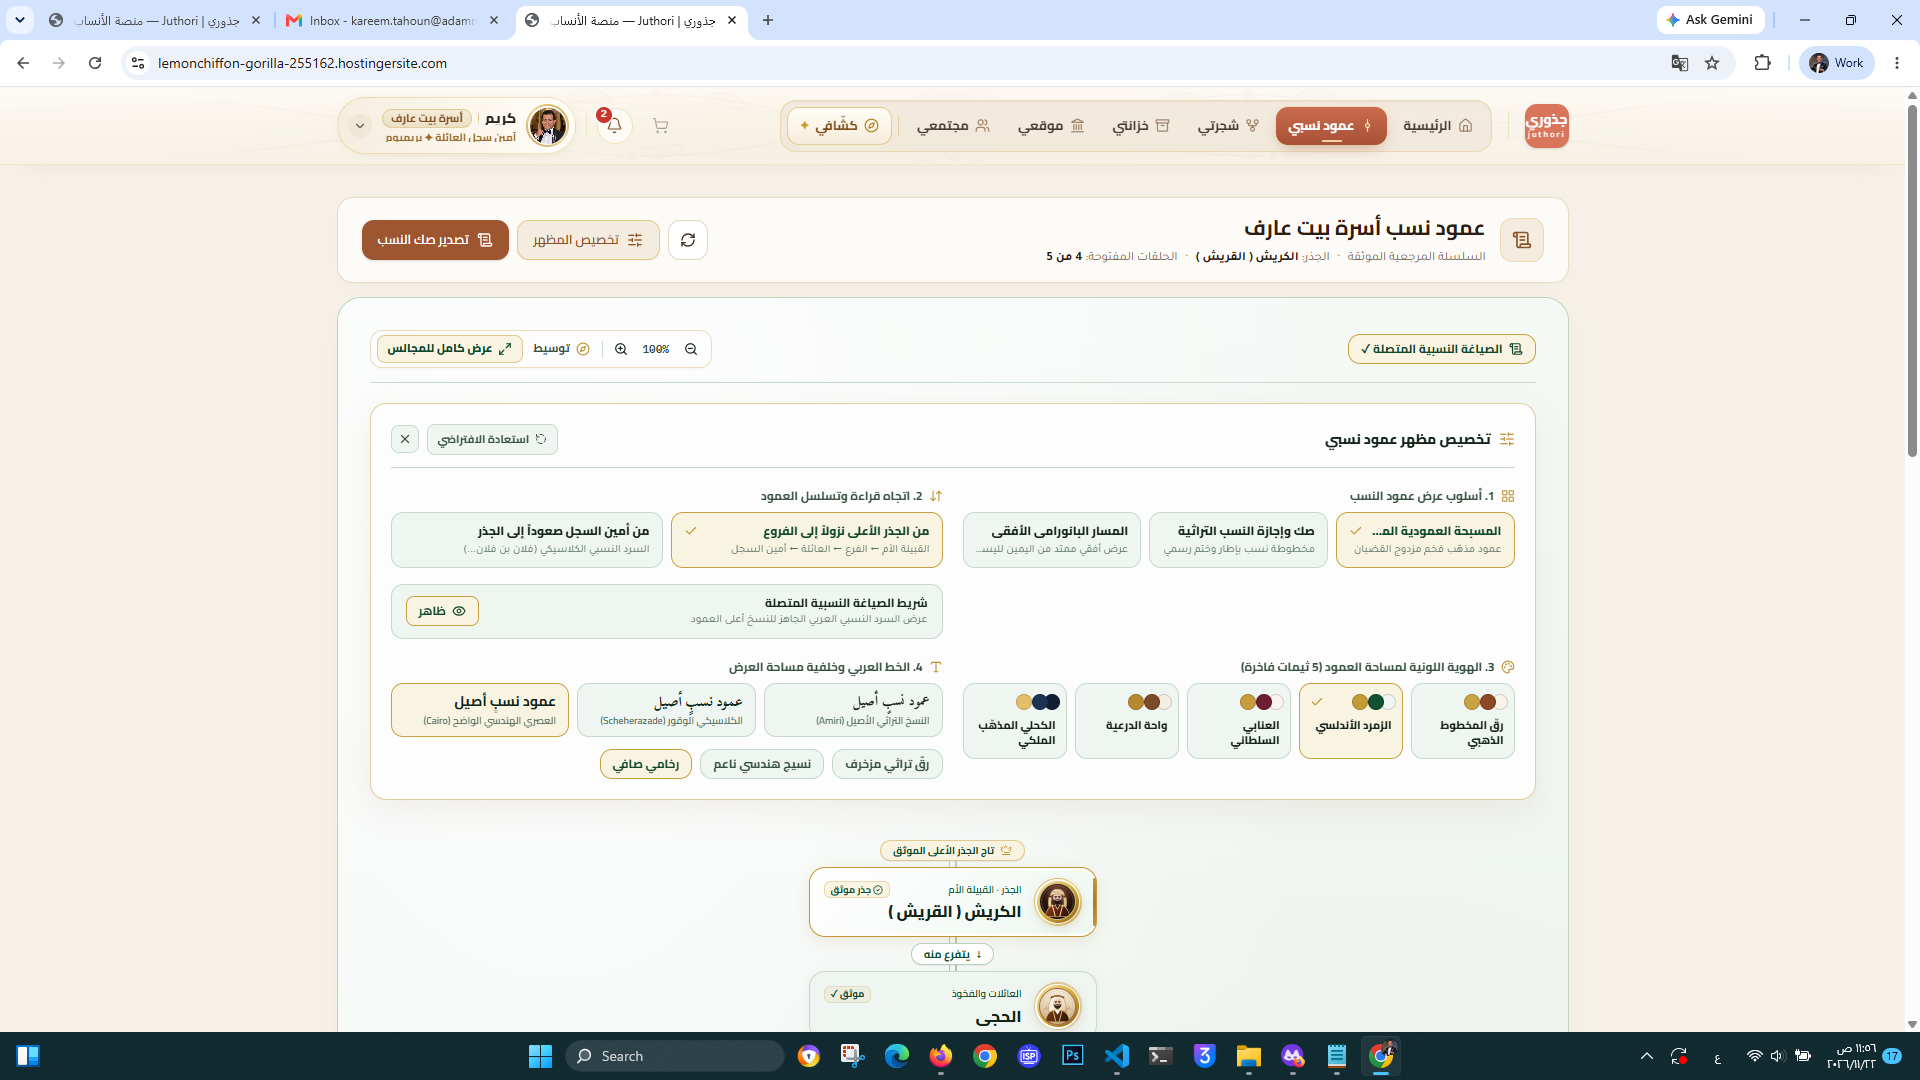 جذوري | Juthori — منصة الأنساب
Inbox - kareem.tahoun@adam
جذوري | Juthori — منصة الأنساب
Ask Gemini
lemonchiffon-gorilla-255162.hostingersite.com
Work
جذوري
juthori
الرئيسية
عمود نسبي
شجرتي
خزانتي
موقعي
مجتمعي
كشّافي ✦
2
كريم
أسرة بيت عارف
أمين سجل العائلة ✦ بريميوم
عمود نسب أسرة بيت عارف
السلسلة المرجعية الموثقة · الجذر: الكريش ( القريش ) · الحلقات المفتوحة: 4 من 5
تخصيص المظهر
تصدير صك النسب
الصياغة النسبية المتصلة ✓
100%
توسيط
عرض كامل للمجالس
تخصيص مظهر عمود نسبي
استعادة الافتراضي
1. أسلوب عرض عمود النسب
المسبحة العمودية المـ...
عمود مذهّب فخم مزدوج القضبان
صك وإجازة النسب التراثية
مخطوطة نسب بإطار وختم رسمي
المسار البانورامي الأفقي
عرض أفقي ممتد من اليمين لليسـ...
2. اتجاه قراءة وتسلسل العمود
من الجذر الأعلى نزولاً إلى الفروع
القبيلة الأم ← الفرع ← العائلة ← أمين السجل
من أمين السجل صعوداً إلى الجذر
السرد النسبي الكلاسيكي (فلان بن فلان...)
شريط الصياغة النسبية المتصلة
عرض السرد النسبي العربي الجاهز للنسخ أعلى العمود
ظاهر
3. الهوية اللونية لمساحة العمود (5 ثيمات فاخرة)
رقّ المخطوط
الذهبي
الزمرد الأندلسي
العنابي
السلطاني
واحة الدرعية
الكحلي المذهّب
الملكي
4. الخط العربي وخلفية مساحة العرض
عمود نسبٍ أصيل
النسخ التراثي الأصيل (Amiri)
عمود نسبٍ أصيل
الكلاسيكي الوقور (Scheherazade)
عمود نسبٍ أصيل
العصري الهندسي الواضح (Cairo)
رقّ تراثي مزخرف
نسيج هندسي ناعم
رخامي صافي
تاج الجذر الأعلى الموثق
الجذر · القبيلة الأم
جذر موثق
الكريش ( القريش )
↓ يتفرع منه
العائلات والفخوذ
موثق ✓
الحجى
Search
ع
١١:٥٦ ص
٢٠٢٦/١١/٢٢
17